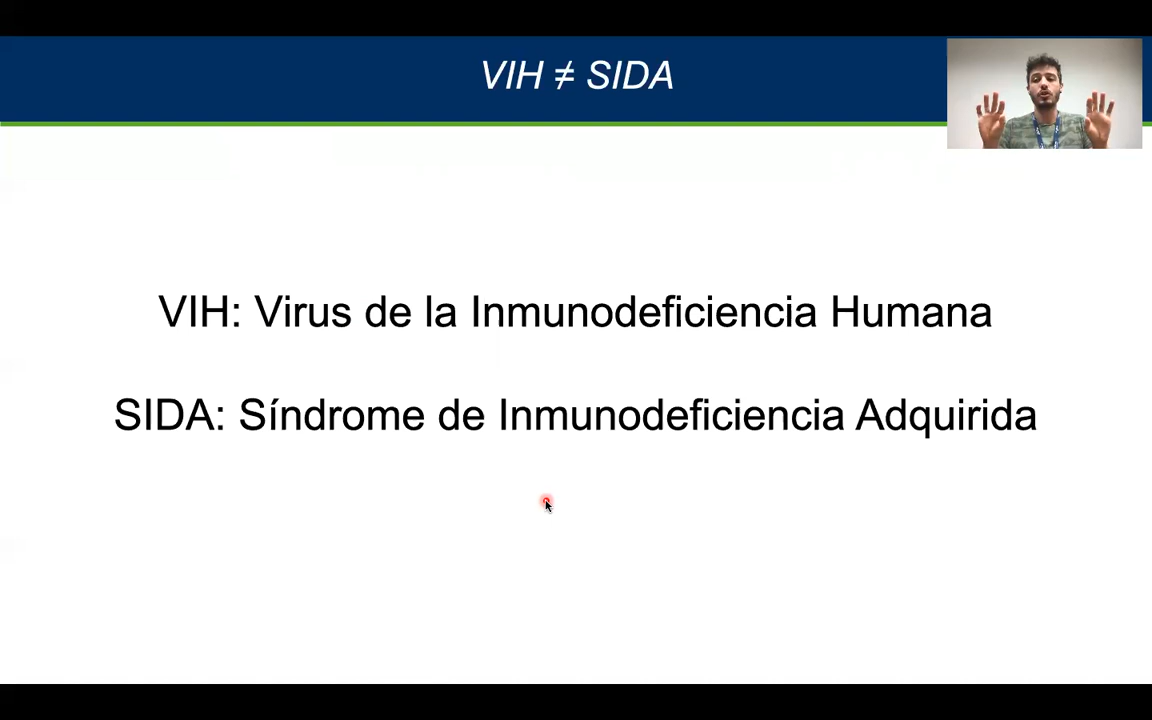 VIH ≠ SIDA
VIH: Virus de la Inmunodeficiencia Humana
SIDA: Síndrome de Inmunodeficiencia Adquirida